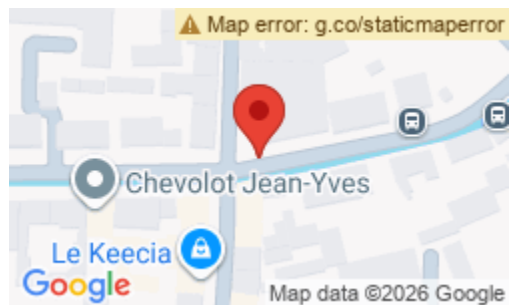 Map error: g.co/staticmaperror
Chevolot Jean-Yves
Le Keecia
Google
Map data ©2026 Google